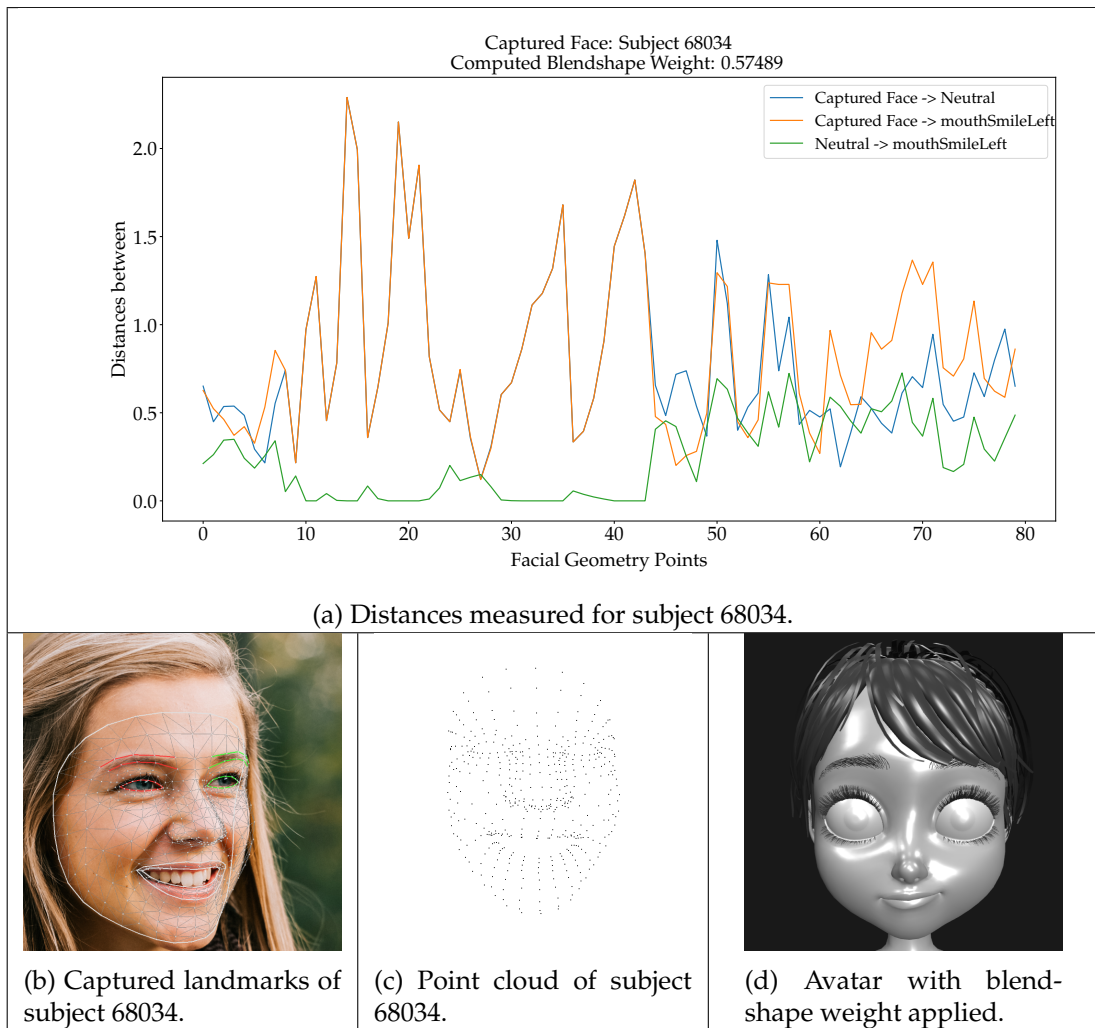 Captured Face: Subject 68034
Computed Blendshape Weight: 0.57489
Captured Face -> Neutral
Captured Face -> mouthSmileLeft
Neutral -> mouthSmileLeft
Distances between
2.0
1.5
1.0
0.5
0.0
0 10 20 30 40 50 60 70 80
Facial Geometry Points
(a) Distances measured for subject 68034.
(b) Captured landmarks of
subject 68034.
(c) Point cloud of subject
68034.
(d) Avatar with blend-
shape weight applied.